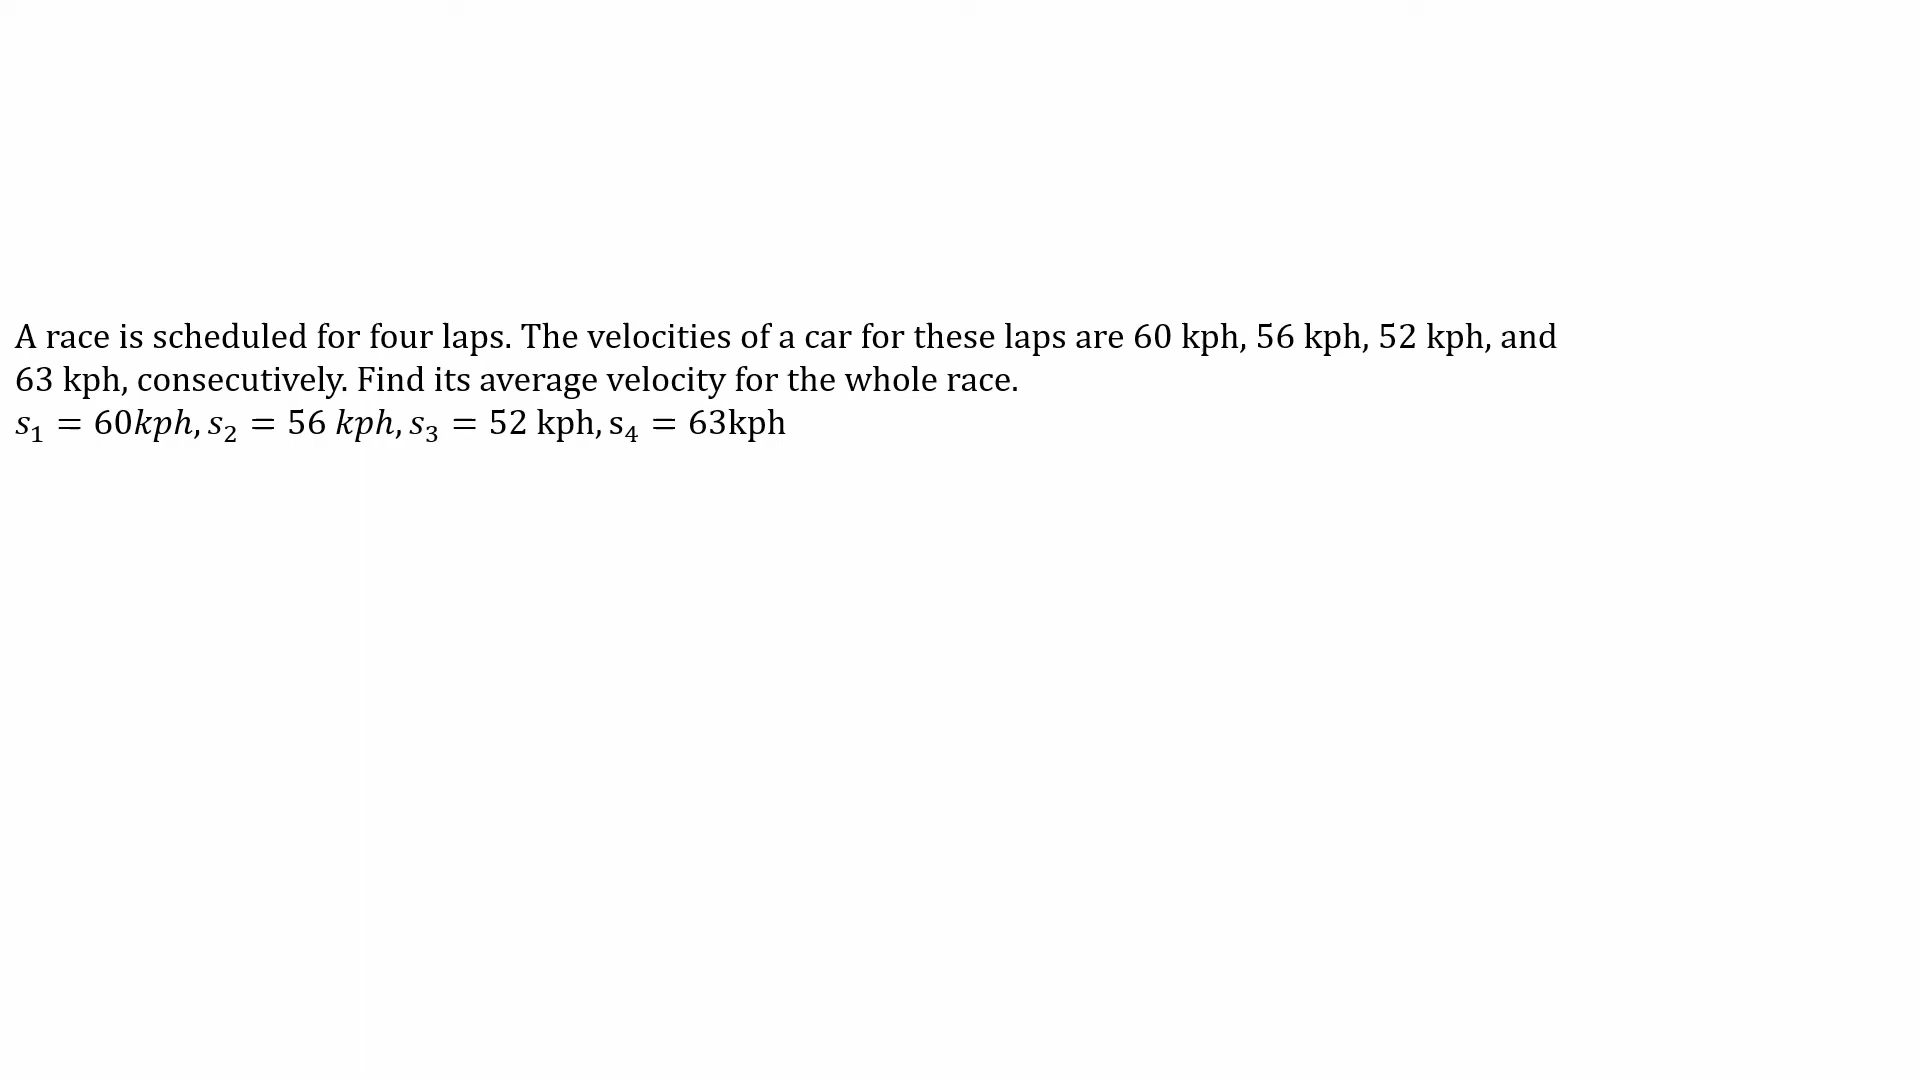 A race is scheduled for four laps. The velocities of a car for these laps are 60 kph, 56 kph, 52 kph, and
63 kph, consecutively. Find its average velocity for the whole race.
s₁ = 60kph, s₂ = 56 kph, s₃ = 52 kph, s₄ = 63kph